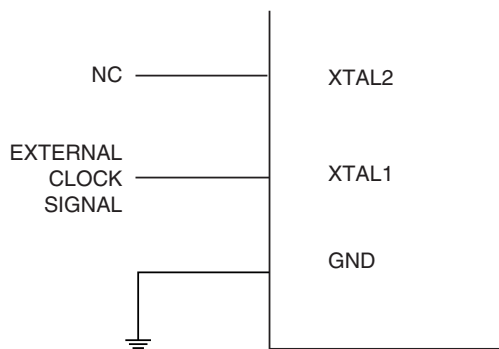 NC
XTAL2
EXTERNAL
CLOCK
SIGNAL
XTAL1
GND